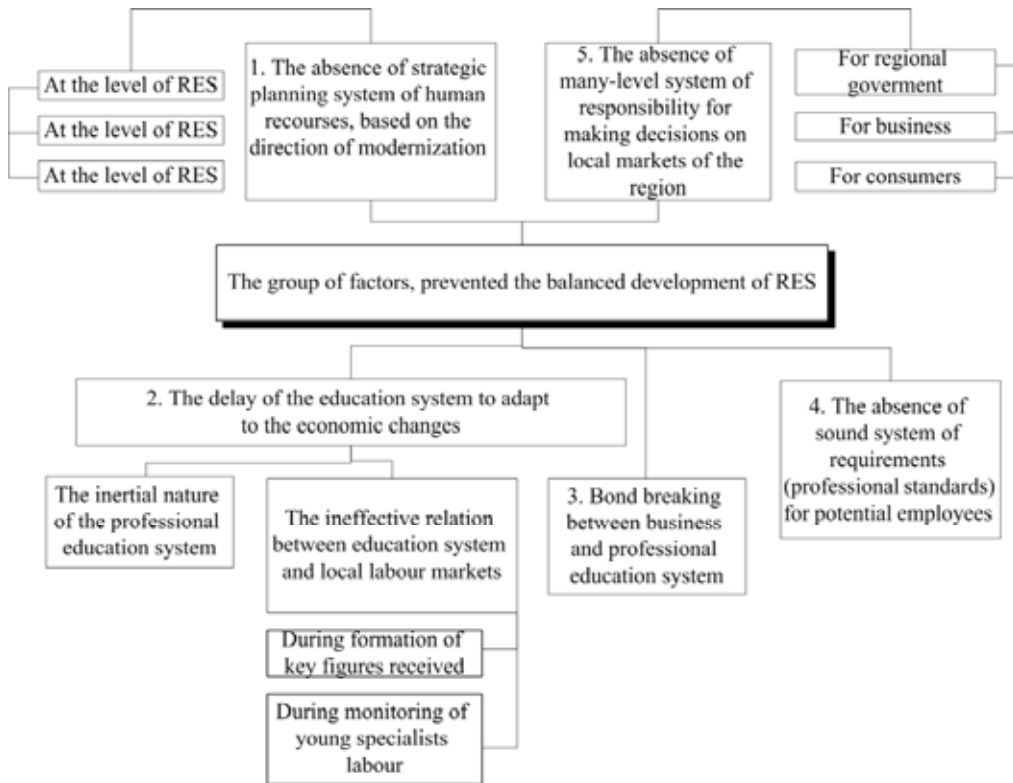 At the level of RES
At the level of RES
At the level of RES
1. The absence of strategic
planning system of human
recourses, based on the
direction of modernization
5. The absence of
many-level system of
responsibility for
making decisions on
local markets of the
region
For regional
goverment
For business
For consumers
The group of factors, prevented the balanced development of RES
2. The delay of the education system to adapt
to the economic changes
The inertial nature
of the professional
education system
The ineffective relation
between education system
and local labour markets
During formation of
key figures received
During monitoring of
young specialists
labour
3. Bond breaking
between business
and professional
education system
4. The absence of
sound system of
requirements
(professional standards)
for potential employees